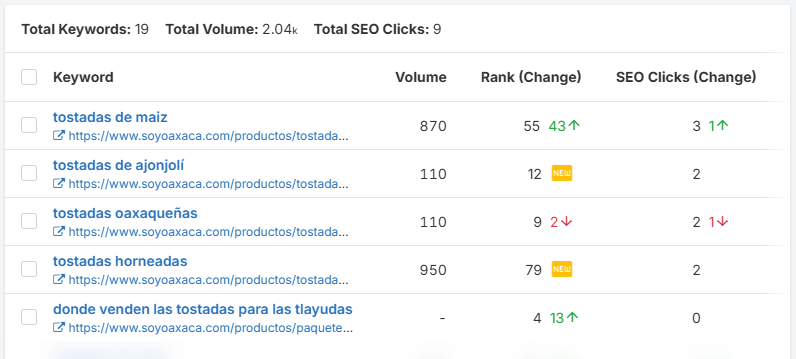 Total Keywords: 19 Total Volume: 2.04k Total SEO Clicks: 9
Keyword Volume Rank (Change) SEO Clicks (Change)
tostadas de maiz 870 55 43↑ 3 1↑
https://www.soyoaxaca.com/productos/tostada...
tostadas de ajonjolí 110 12 NEW 2
https://www.soyoaxaca.com/productos/tostada...
tostadas oaxaqueñas 110 9 2↓ 2 1↓
https://www.soyoaxaca.com/productos/tostada...
tostadas horneadas 950 79 NEW 2
https://www.soyoaxaca.com/productos/tostada...
donde venden las tostadas para las tlayudas - 4 13↑ 0
https://www.soyoaxaca.com/productos/paquete...